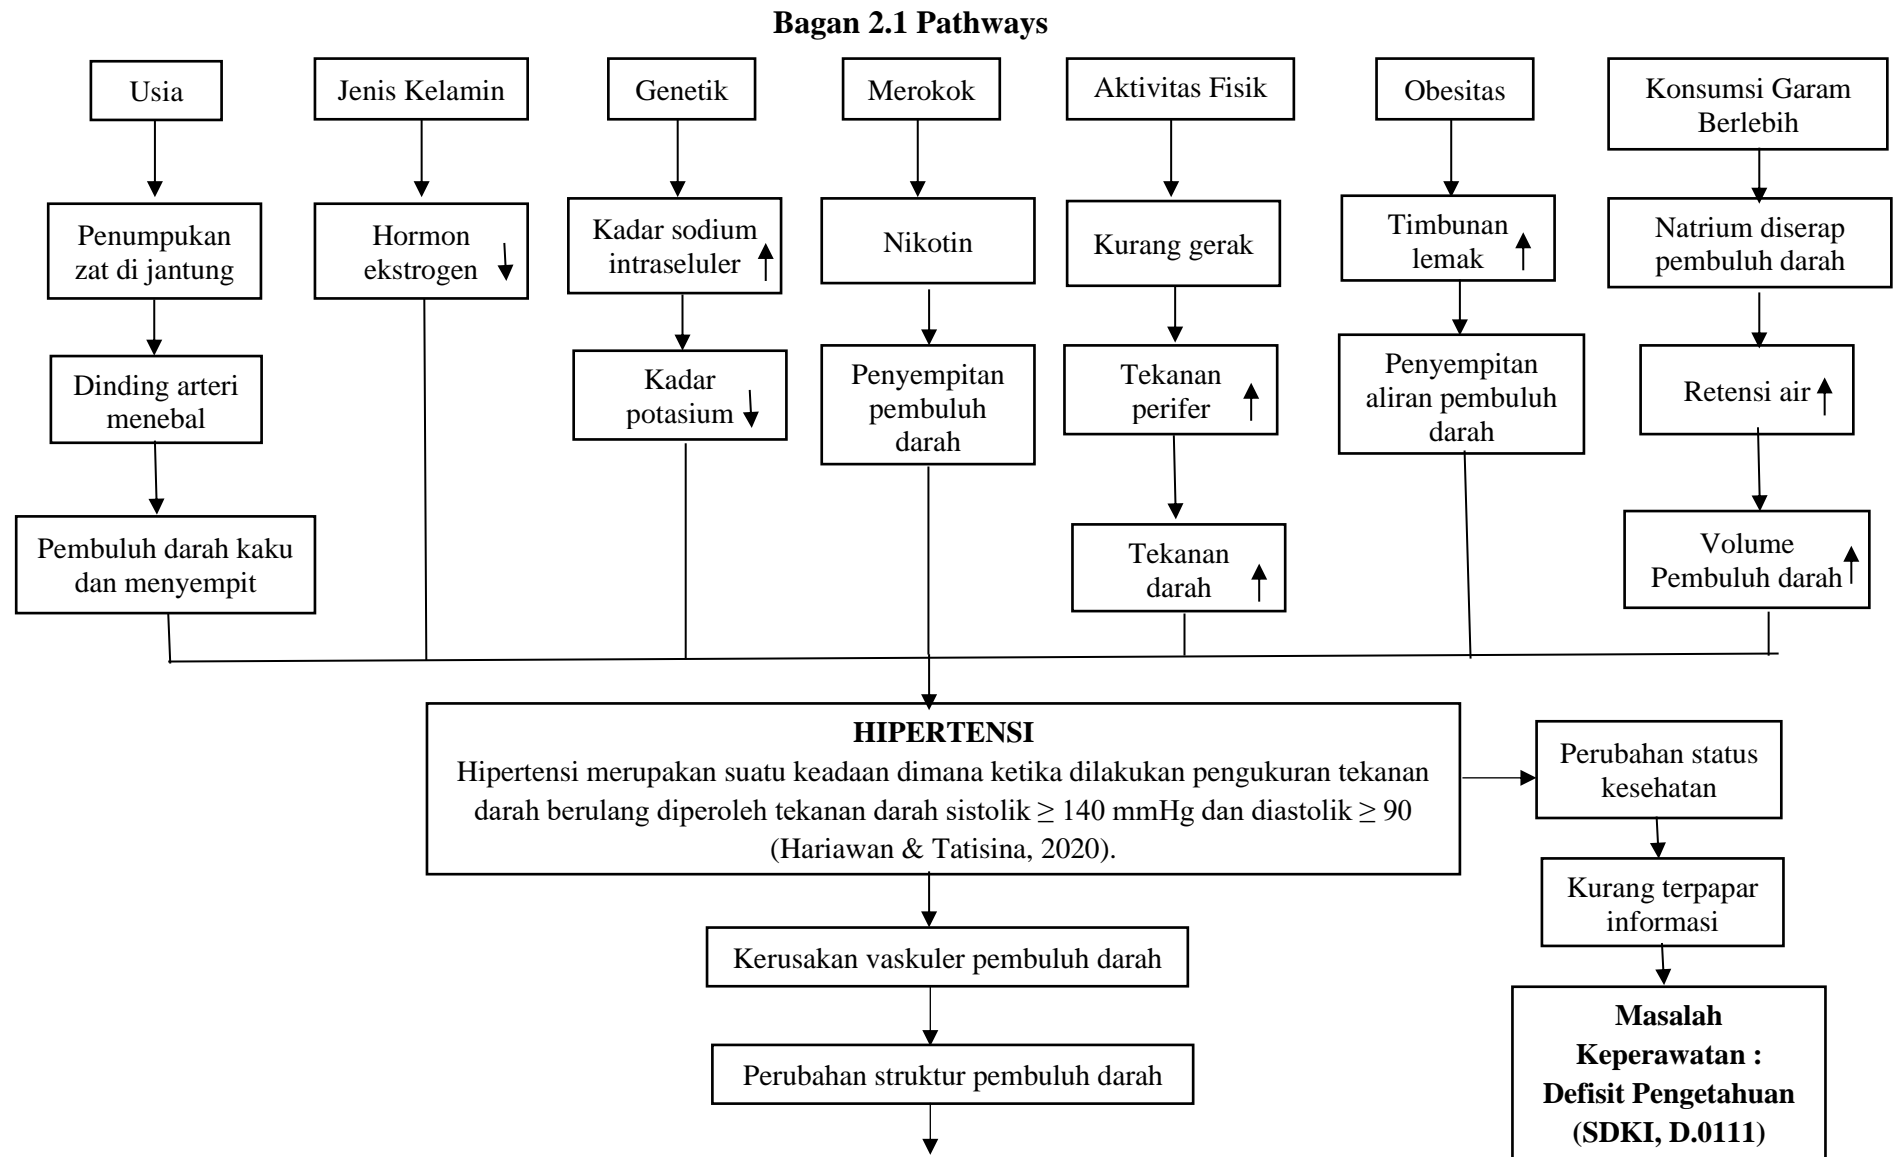 Bagan 2.1 Pathways
Usia
Jenis Kelamin
Genetik
Merokok
Aktivitas Fisik
Obesitas
Konsumsi Garam
Berlebih
Penumpukan
zat di jantung
Hormon
ekstrogen
Kadar sodium
intraseluler
Nikotin
Kurang gerak
Timbunan
lemak
Natrium diserap
pembuluh darah
Dinding arteri
menebal
Kadar
potasium
Penyempitan
pembuluh
darah
Tekanan
perifer
Penyempitan
aliran pembuluh
darah
Retensi air
Pembuluh darah kaku
dan menyempit
Tekanan
darah
Volume
Pembuluh darah
HIPERTENSI
Hipertensi merupakan suatu keadaan dimana ketika dilakukan pengukuran tekanan
darah berulang diperoleh tekanan darah sistolik ≥ 140 mmHg dan diastolik ≥ 90
(Hariawan & Tatisina, 2020).
Perubahan status
kesehatan
Kurang terpapar
informasi
Kerusakan vaskuler pembuluh darah
Perubahan struktur pembuluh darah
Masalah
Keperawatan :
Defisit Pengetahuan
(SDKI, D.0111)